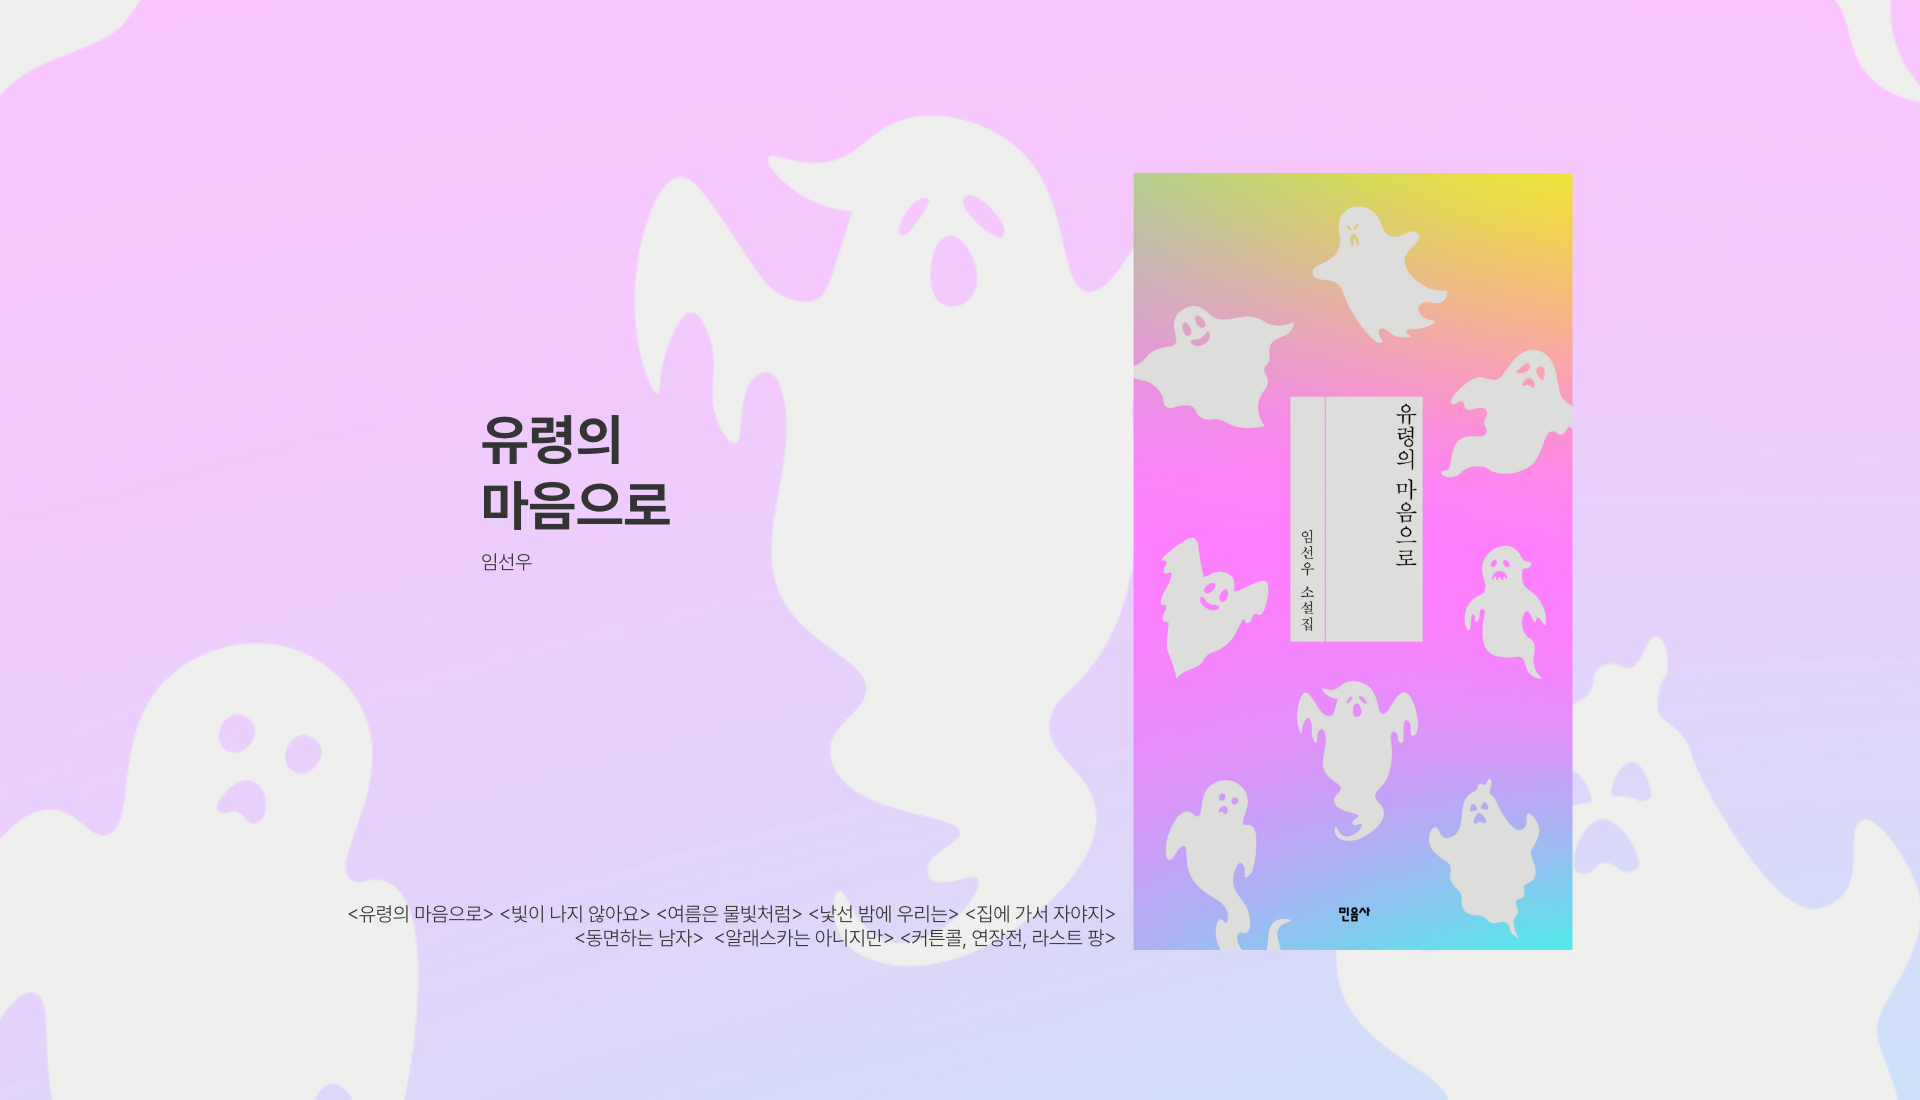 유령의
마음으로
임선우
<유령의 마음으로> <빛이 나지 않아요> <여름은 물빛처럼> <낯선 밤에 우리는> <집에 가서 자야지>
<동면하는 남자> <알래스카는 아니지만> <커튼콜, 연장전, 라스트 팡>
유령의 마음으로
임선우 소설집
민음사